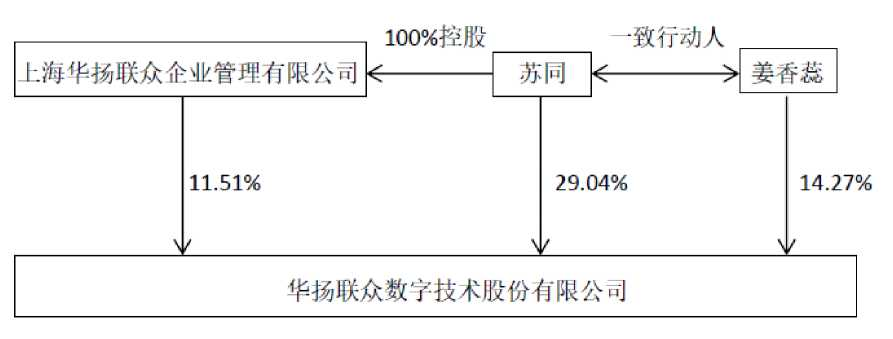 100%控股
一致行动人
上海华扬联众企业管理有限公司
苏同
姜香蕊
11.51%
29.04%
14.27%
华扬联众数字技术股份有限公司